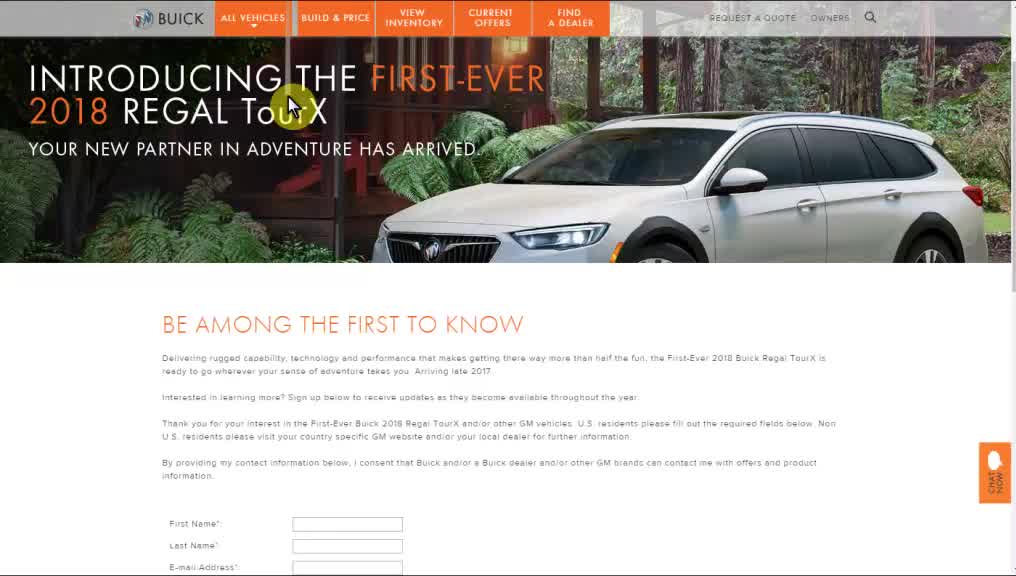 BUICK
ALL VEHICLES
BUILD & PRICE
VIEW
INVENTORY
CURRENT
OFFERS
FIND
A DEALER
REQUEST A QUOTE
OWNERS
INTRODUCING THE FIRST-EVER
2018 REGAL TourX
YOUR NEW PARTNER IN ADVENTURE HAS ARRIVED.
BE AMONG THE FIRST TO KNOW
Delivering rugged capability, technology and performance that makes getting there way more than half the fun, the First-Ever 2018 Buick Regal TourX is
ready to go wherever your sense of adventure takes you. Arriving late 2017.
Interested in learning more? Sign up below to receive updates as they become available throughout the year.
Thank you for your interest in the First-Ever Buick 2018 Regal TourX and/or other GM vehicles. U.S. residents please fill out the required fields below. Non
U.S. residents please visit your country specific GM website and/or your local dealer for further information.
By providing my contact information below, I consent that Buick and/or a Buick dealer and/or other GM brands can contact me with offers and product
information.
CHAT
NOW
First Name*:
Last Name*:
E-mail Address*: